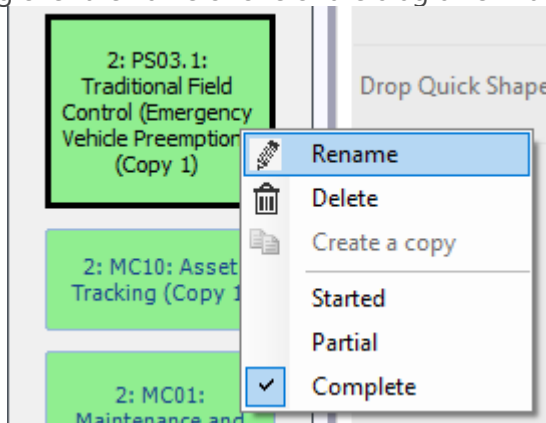 2: PS03.1:
Traditional Field
Control (Emergency
Vehicle Preemption
(Copy 1)
Drop Quick Shape
Rename
Delete
Create a copy
Started
Partial
Complete
2: MC10: Asset
Tracking (Copy 1
2: MC01:
Maintenance and